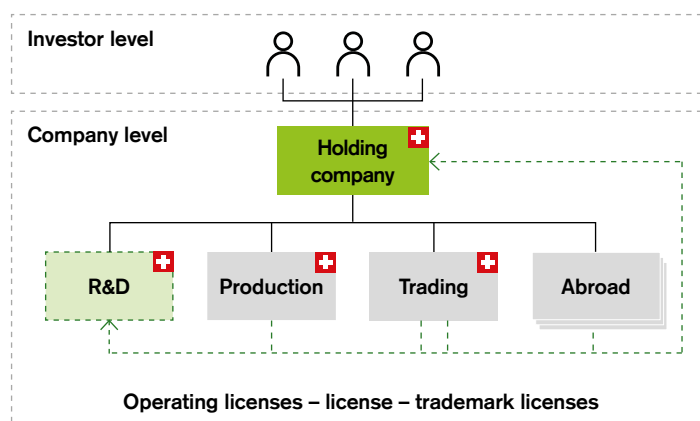 Investor level
Company level
Holding
company
R&D
Production
Trading
Abroad
Operating licenses – license – trademark licenses